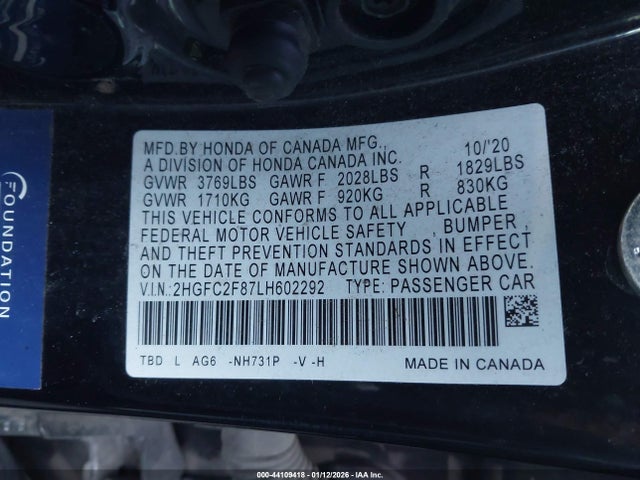 FOUNDATION
MFD.BY HONDA OF CANADA MFG., 10/'20
A DIVISION OF HONDA CANADA INC.
GVWR 3769LBS GAWR F 2028LBS R 1829LBS
GVWR 1710KG GAWR F 920KG R 830KG
THIS VEHICLE CONFORMS TO ALL APPLICABLE
FEDERAL MOTOR VEHICLE SAFETY , BUMPER ,
AND THEFT PREVENTION STANDARDS IN EFFECT
ON THE DATE OF MANUFACTURE SHOWN ABOVE.
V.I.N.:2HGFC2F87LH602292 TYPE: PASSENGER CAR
TBD L AG6 -NH731P -V -H
MADE IN CANADA
000-44109418 - 01/12/2026 - IAA Inc.